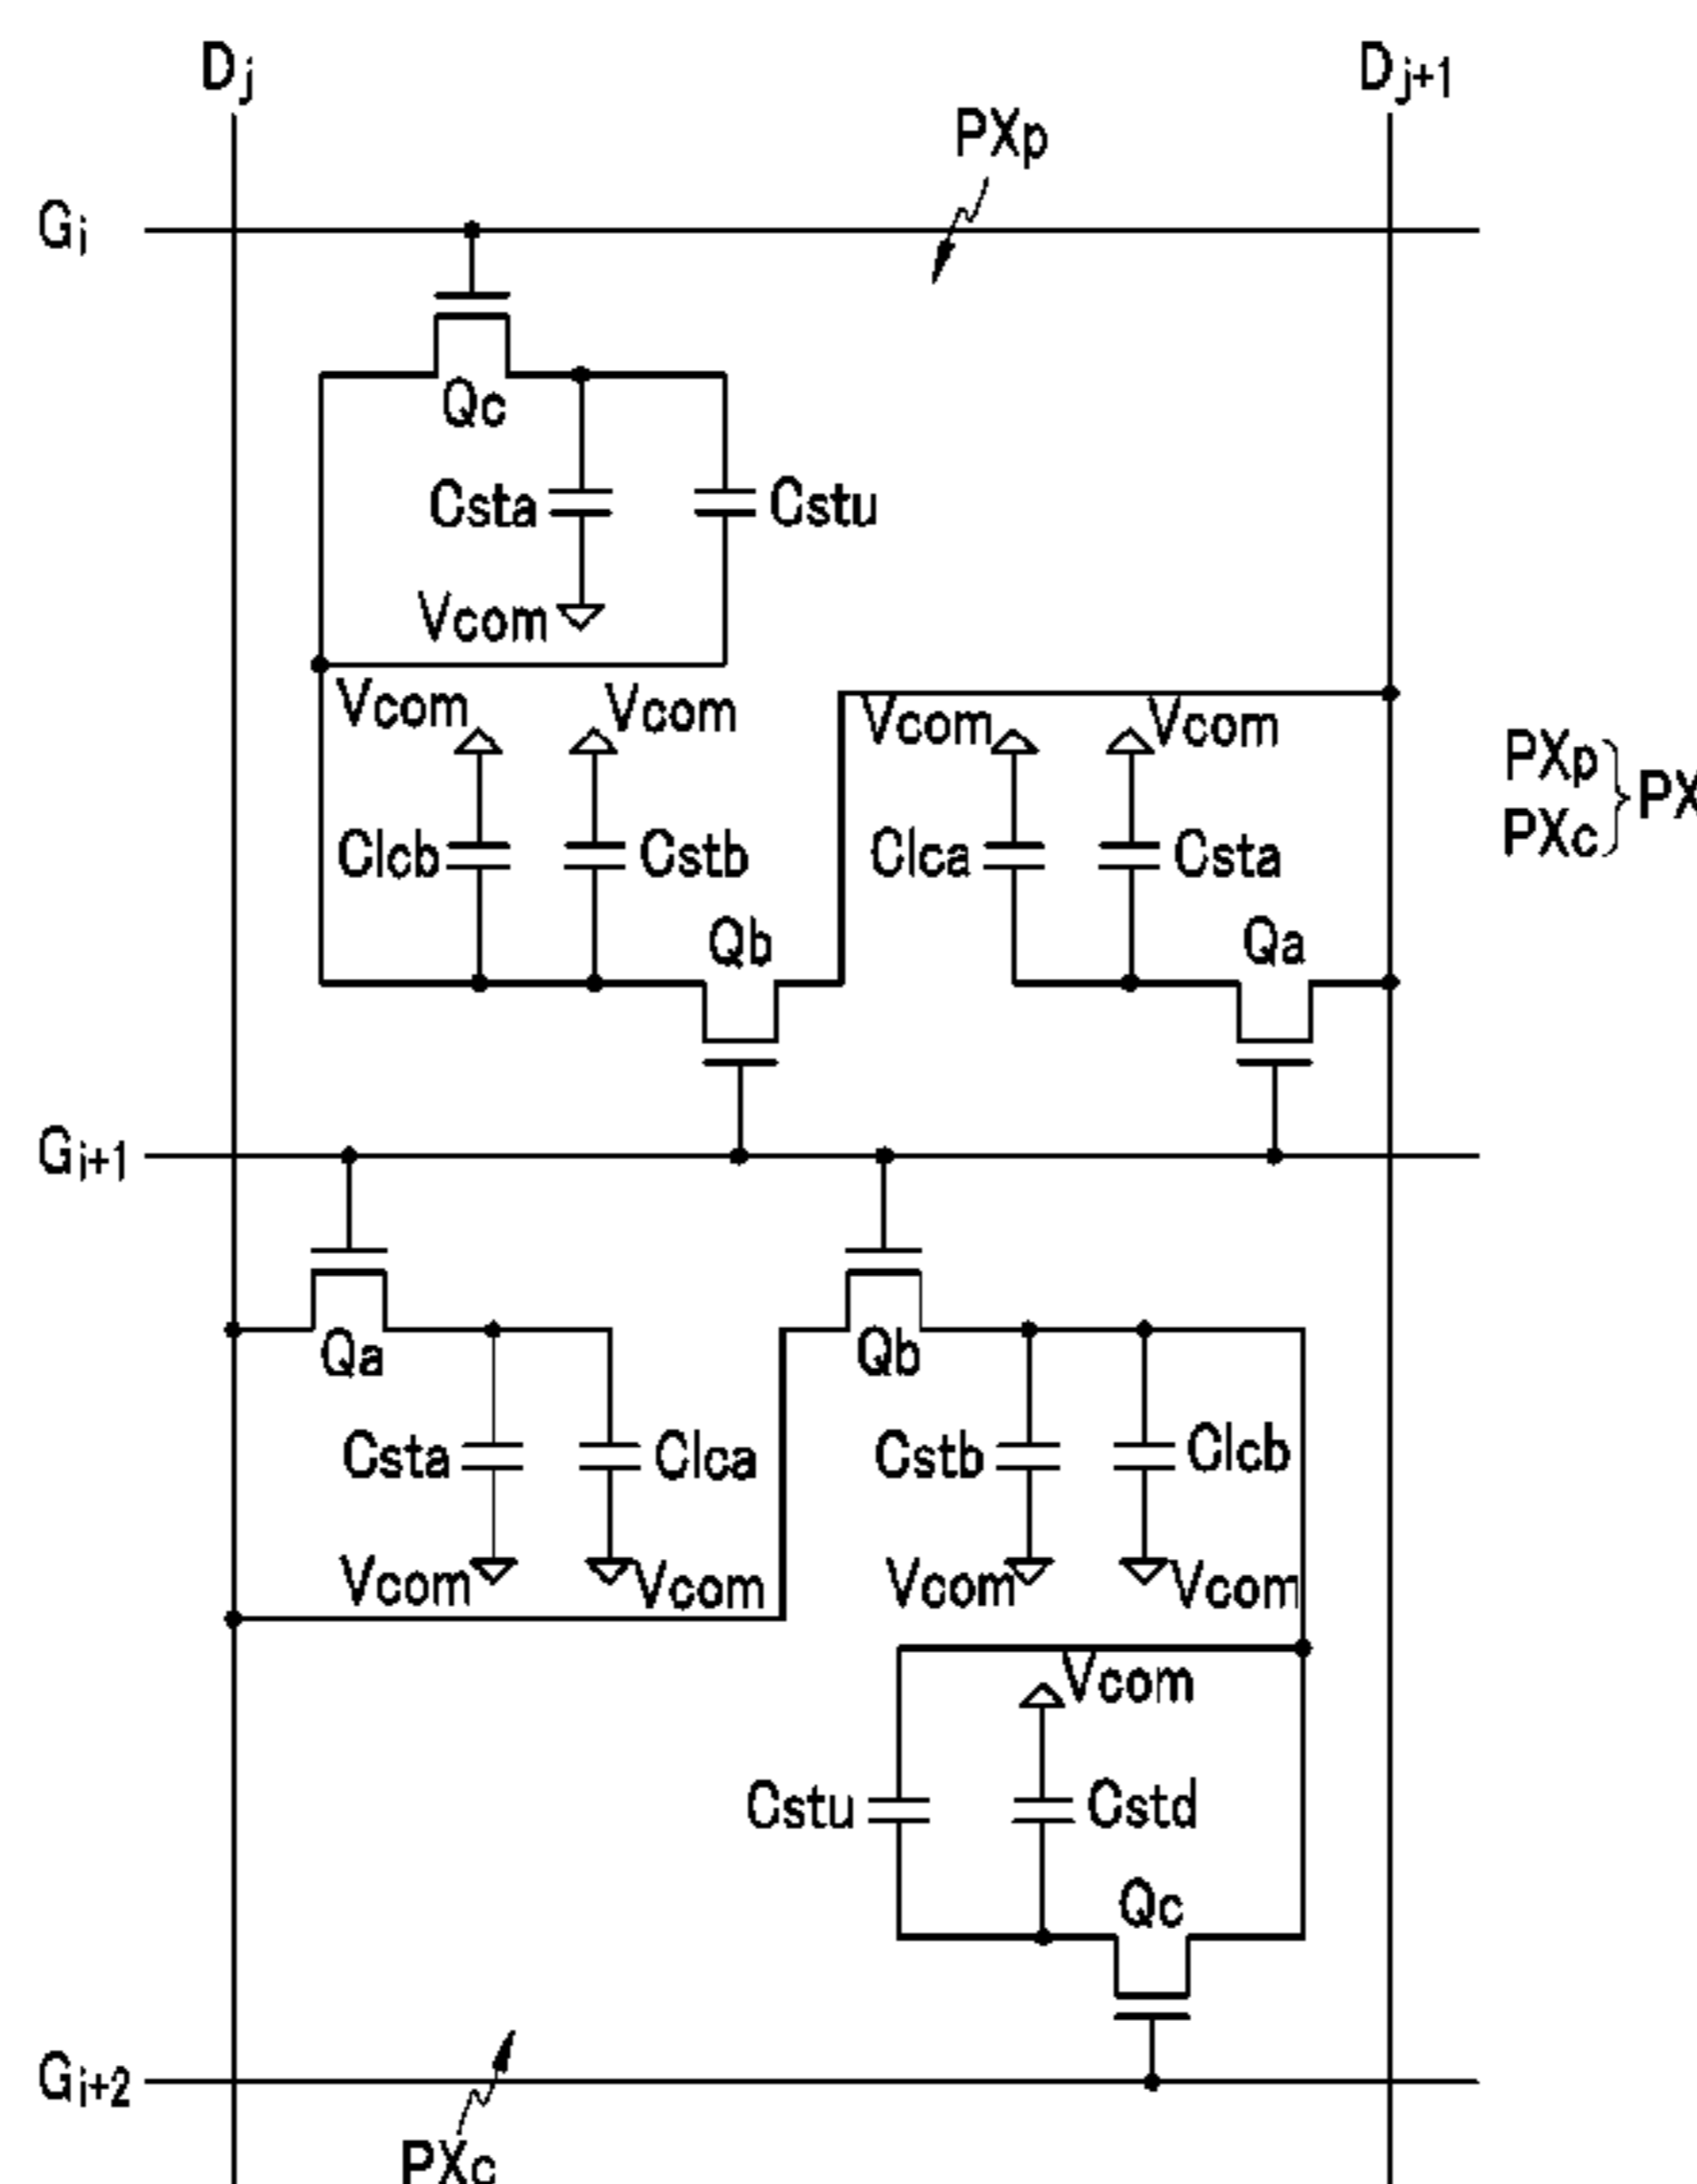 Dj
Dj+1
PXp
Gi
Qc
Csta
Cstu
Vcom
Vcom
Vcom
Vcom
Vcom
PXp
PXc
PX
Clcb
Cstb
Clca
Csta
Qb
Qa
Gi+1
Qa
Qb
Csta
Clca
Cstb
Clcb
Vcom
Vcom
Vcom
Vcom
Vcom
Cstu
Cstd
Qc
Gi+2
PXc